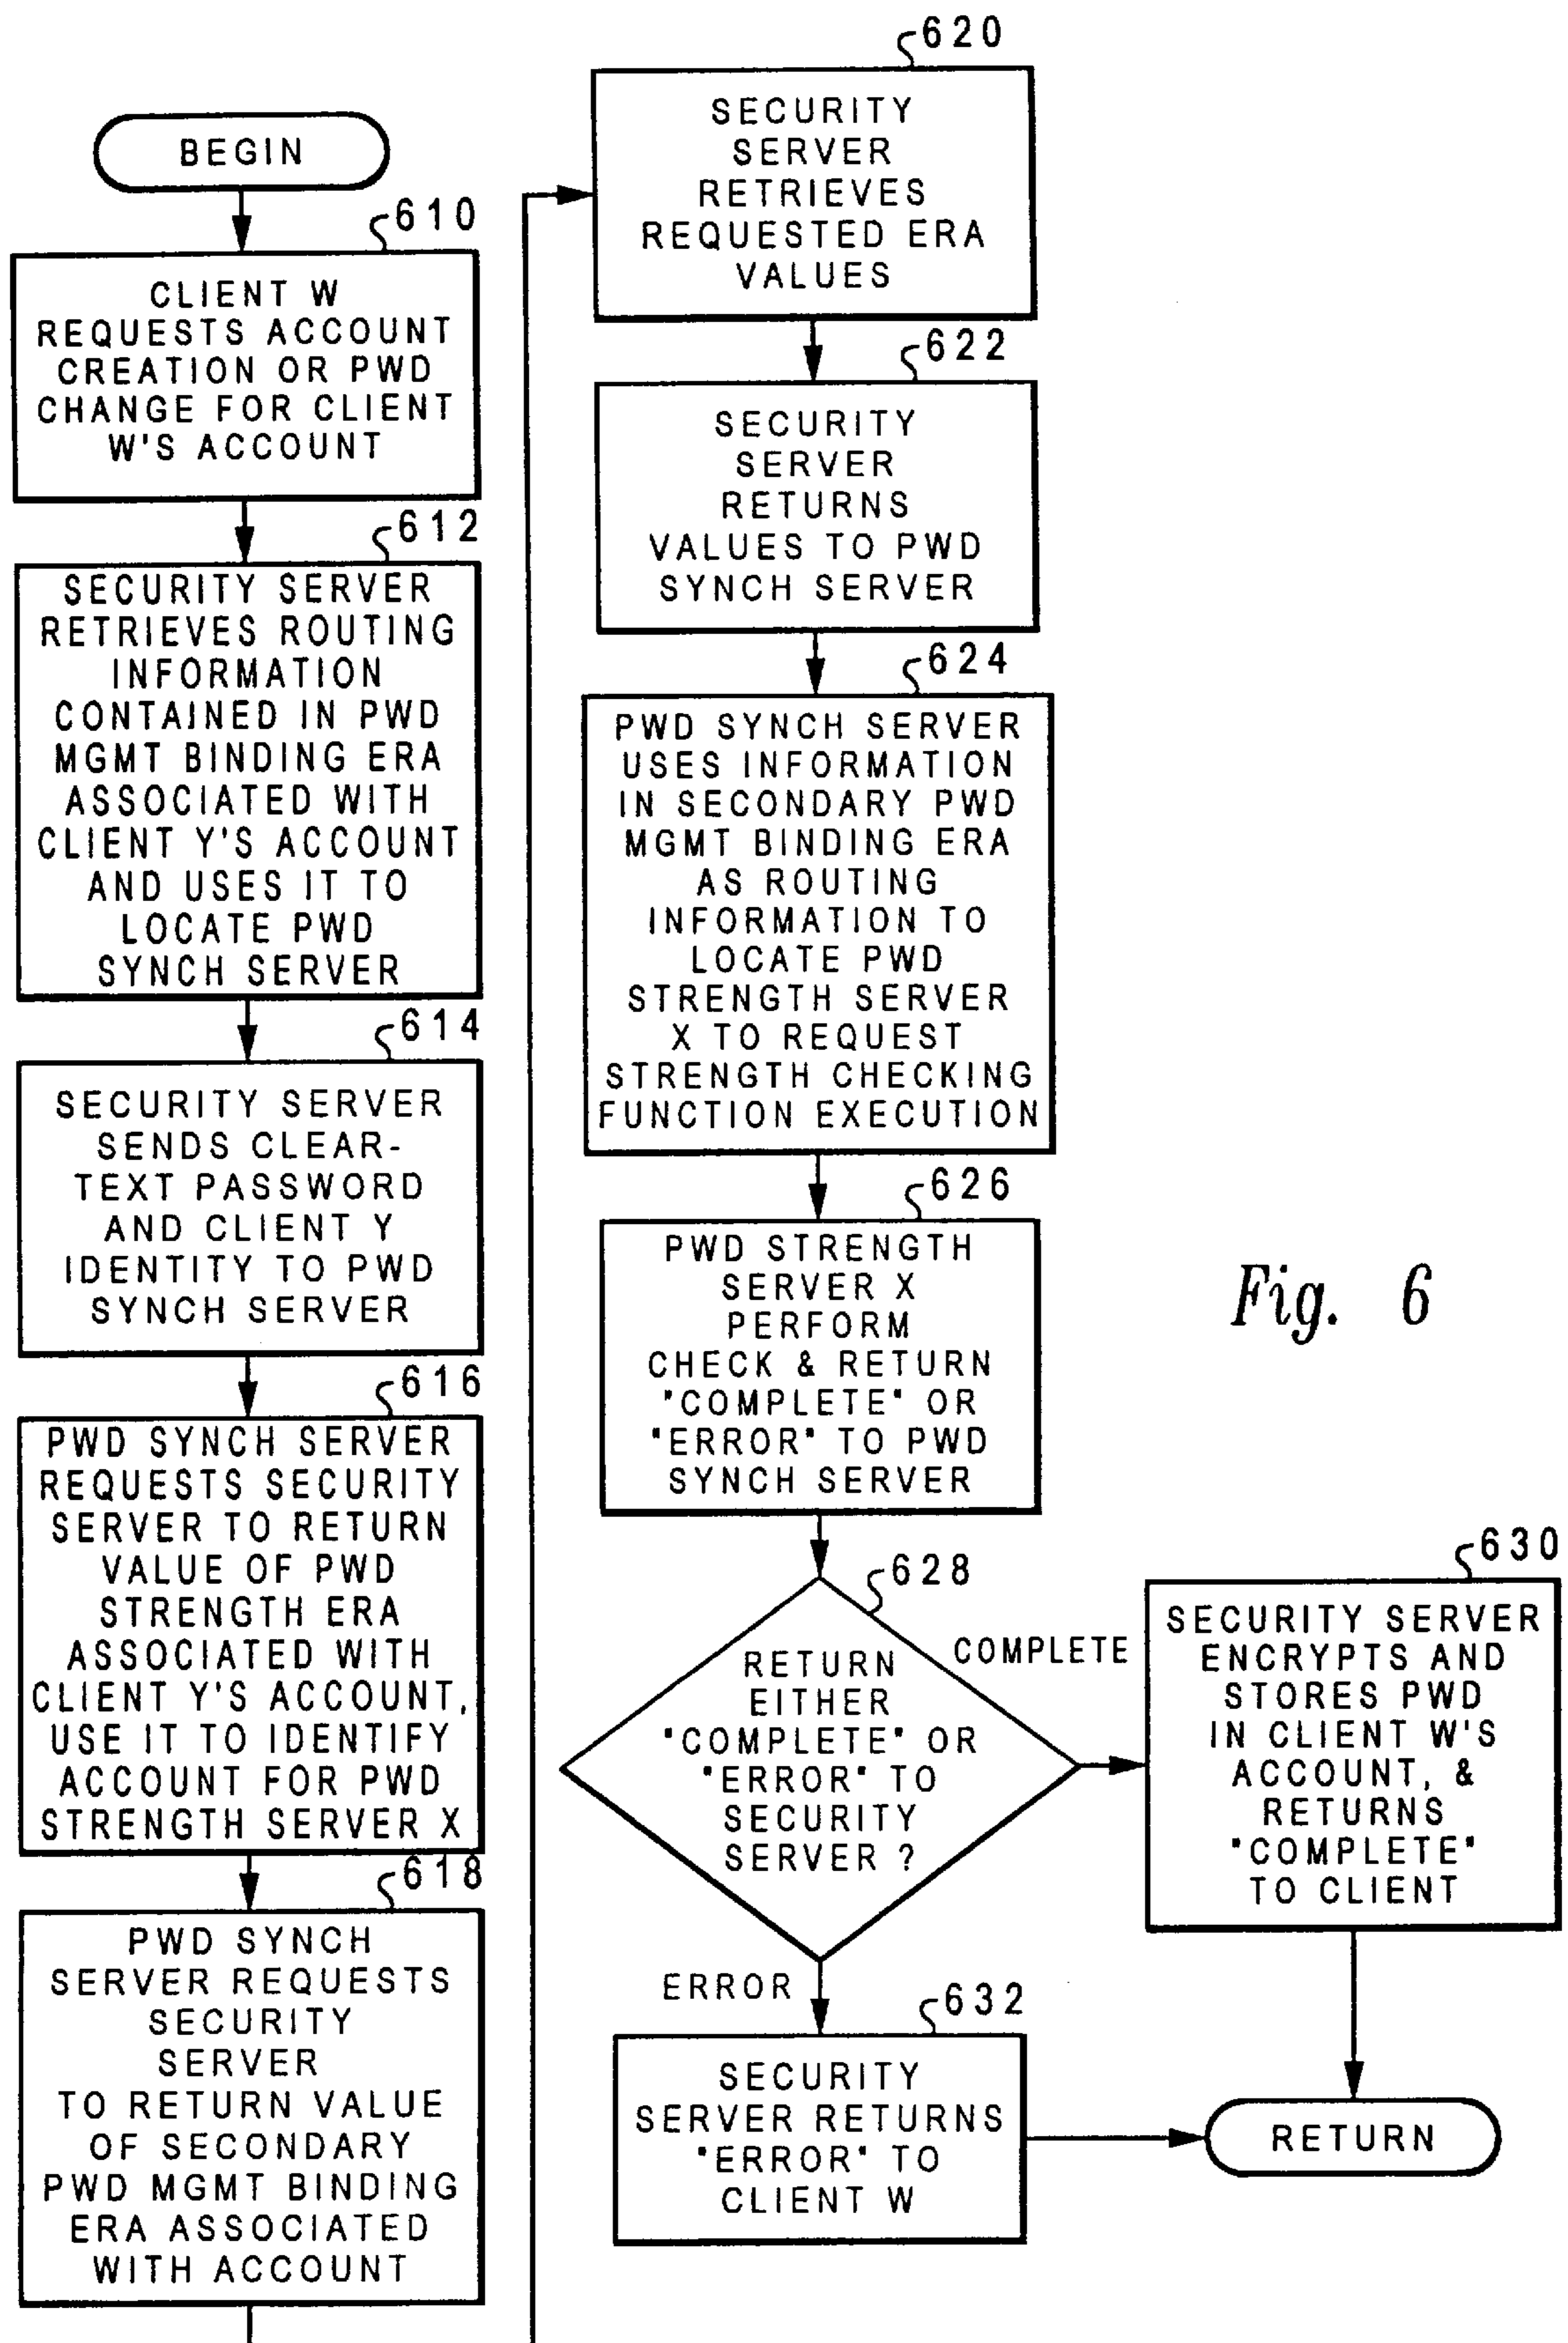 BEGIN
610
CLIENT W
REQUESTS ACCOUNT
CREATION OR PWD
CHANGE FOR CLIENT
W'S ACCOUNT
612
SECURITY SERVER
RETRIEVES ROUTING
INFORMATION
CONTAINED IN PWD
MGMT BINDING ERA
ASSOCIATED WITH
CLIENT Y'S ACCOUNT
AND USES IT TO
LOCATE PWD
SYNCH SERVER
614
SECURITY SERVER
SENDS CLEAR-
TEXT PASSWORD
AND CLIENT Y
IDENTITY TO PWD
SYNCH SERVER
616
PWD SYNCH SERVER
REQUESTS SECURITY
SERVER TO RETURN
VALUE OF PWD
STRENGTH ERA
ASSOCIATED WITH
CLIENT Y'S ACCOUNT,
USE IT TO IDENTIFY
ACCOUNT FOR PWD
STRENGTH SERVER X
618
PWD SYNCH
SERVER REQUESTS
SECURITY
SERVER
TO RETURN VALUE
OF SECONDARY
PWD MGMT BINDING
ERA ASSOCIATED
WITH ACCOUNT
620
SECURITY
SERVER
RETRIEVES
REQUESTED ERA
VALUES
622
SECURITY
SERVER
RETURNS
VALUES TO PWD
SYNCH SERVER
624
PWD SYNCH SERVER
USES INFORMATION
IN SECONDARY PWD
MGMT BINDING ERA
AS ROUTING
INFORMATION TO
LOCATE PWD
STRENGTH SERVER
X TO REQUEST
STRENGTH CHECKING
FUNCTION EXECUTION
626
PWD STRENGTH
SERVER X
PERFORM
CHECK & RETURN
"COMPLETE" OR
"ERROR" TO PWD
SYNCH SERVER
628
RETURN
EITHER
"COMPLETE" OR
"ERROR" TO
SECURITY
SERVER ?
COMPLETE
ERROR
630
SECURITY SERVER
ENCRYPTS AND
STORES PWD
IN CLIENT W'S
ACCOUNT, &
RETURNS
"COMPLETE"
TO CLIENT
632
SECURITY
SERVER RETURNS
"ERROR" TO
CLIENT W
RETURN
Fig. 6